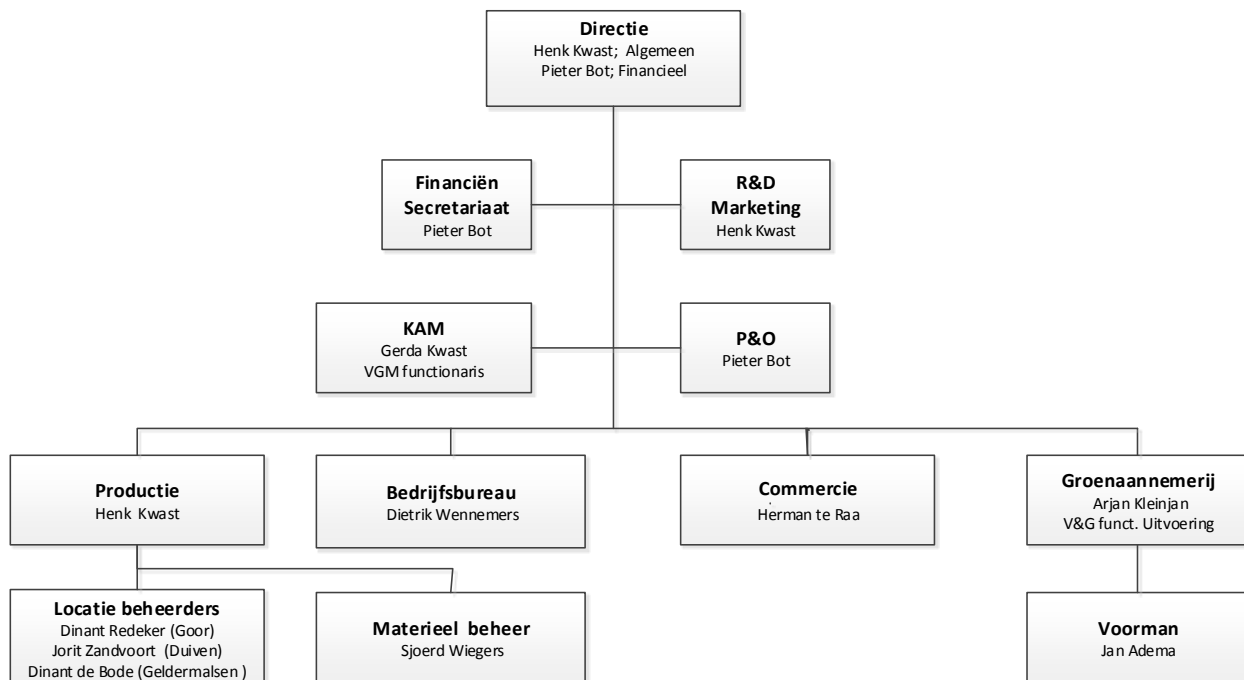 Directie
Henk Kwast; Algemeen
Pieter Bot; Financieel
Financiën
Secretariaat
Pieter Bot
R&D
Marketing
Henk Kwast
KAM
Gerda Kwast
VGM functionaris
P&O
Pieter Bot
Productie
Henk Kwast
Bedrijfsbureau
Dietrik Wennemers
Commercie
Herman te Raa
Groenaannemerij
Arjan Kleinjan
V&G funct. Uitvoering
Locatie beheerders
Dinant Redeker (Goor)
Jorit Zandvoort (Duiven)
Dinant de Bode (Geldermalsen )
Materieel beheer
Sjoerd Wiegers
Voorman
Jan Adema